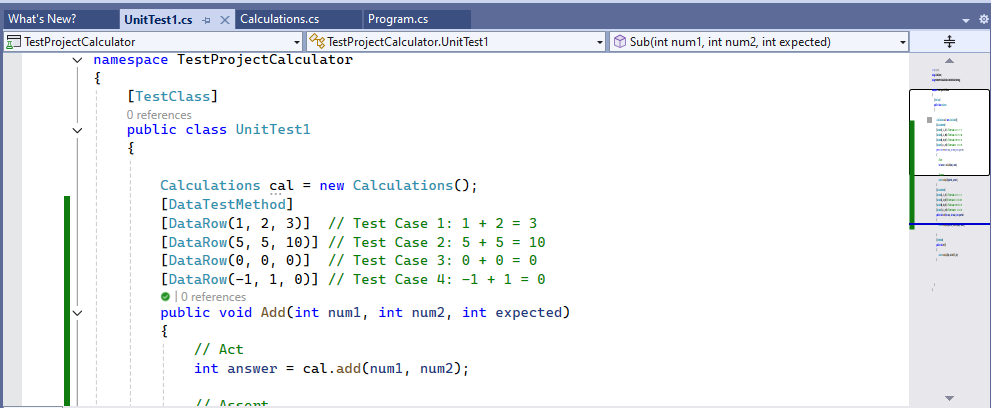 What's New?
UnitTest1.cs
Calculations.cs
Program.cs
TestProjectCalculator
TestProjectCalculator.UnitTest1
Sub(int num1, int num2, int expected)
namespace TestProjectCalculator
{
[TestClass]
0 references
public class UnitTest1
{
Calculations cal = new Calculations();
[DataTestMethod]
[DataRow(1, 2, 3)]  // Test Case 1: 1 + 2 = 3
[DataRow(5, 5, 10)] // Test Case 2: 5 + 5 = 10
[DataRow(0, 0, 0)]  // Test Case 3: 0 + 0 = 0
[DataRow(-1, 1, 0)] // Test Case 4: -1 + 1 = 0
| 0 references
public void Add(int num1, int num2, int expected)
{
// Act
int answer = cal.add(num1, num2);
// Assert